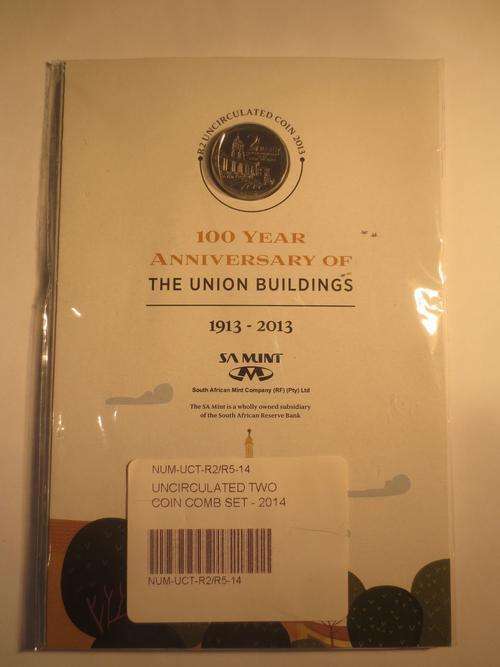 R2 UNCIRCULATED COIN 2013
100 YEAR
ANNIVERSARY OF
THE UNION BUILDINGS
1913 - 2013
SA MINT
South African Mint Company (RF) (Pty) Ltd
The SA Mint is a wholly owned subsidiary
of the South African Reserve Bank
NUM-UCT-R2/R5-14
UNCIRCULATED TWO
COIN COMB SET - 2014
NUM-UCT-R2/R5-14